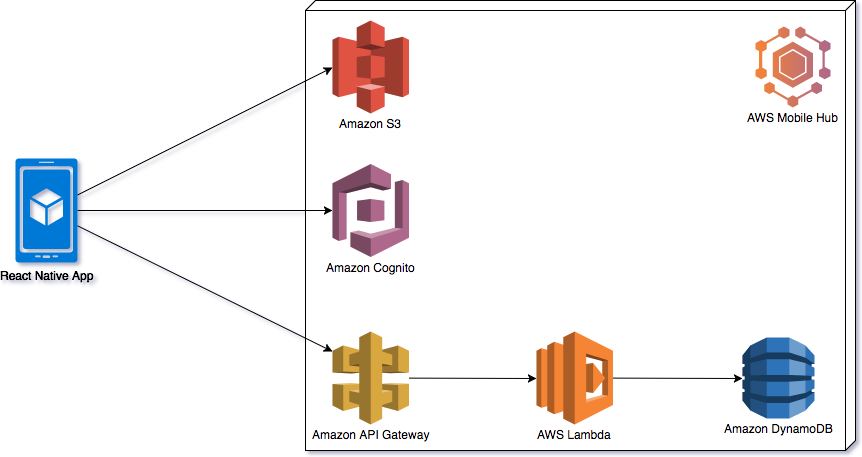 Amazon S3
AWS Mobile Hub
React Native App
Amazon Cognito
Amazon API Gateway
AWS Lambda
Amazon DynamoDB